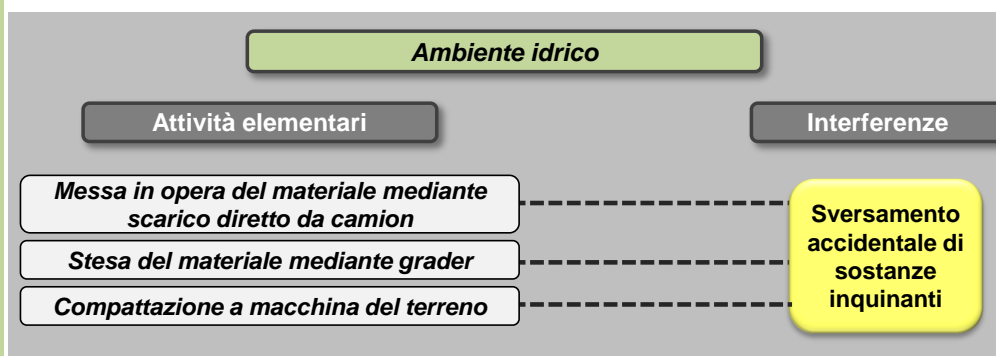 Ambiente idrico
Attività elementari
Interferenze
Messa in opera del materiale mediante
scarico diretto da camion
Stesa del materiale mediante grader
Compattazione a macchina del terreno
Sversamento
accidentale di
sostanze
inquinanti